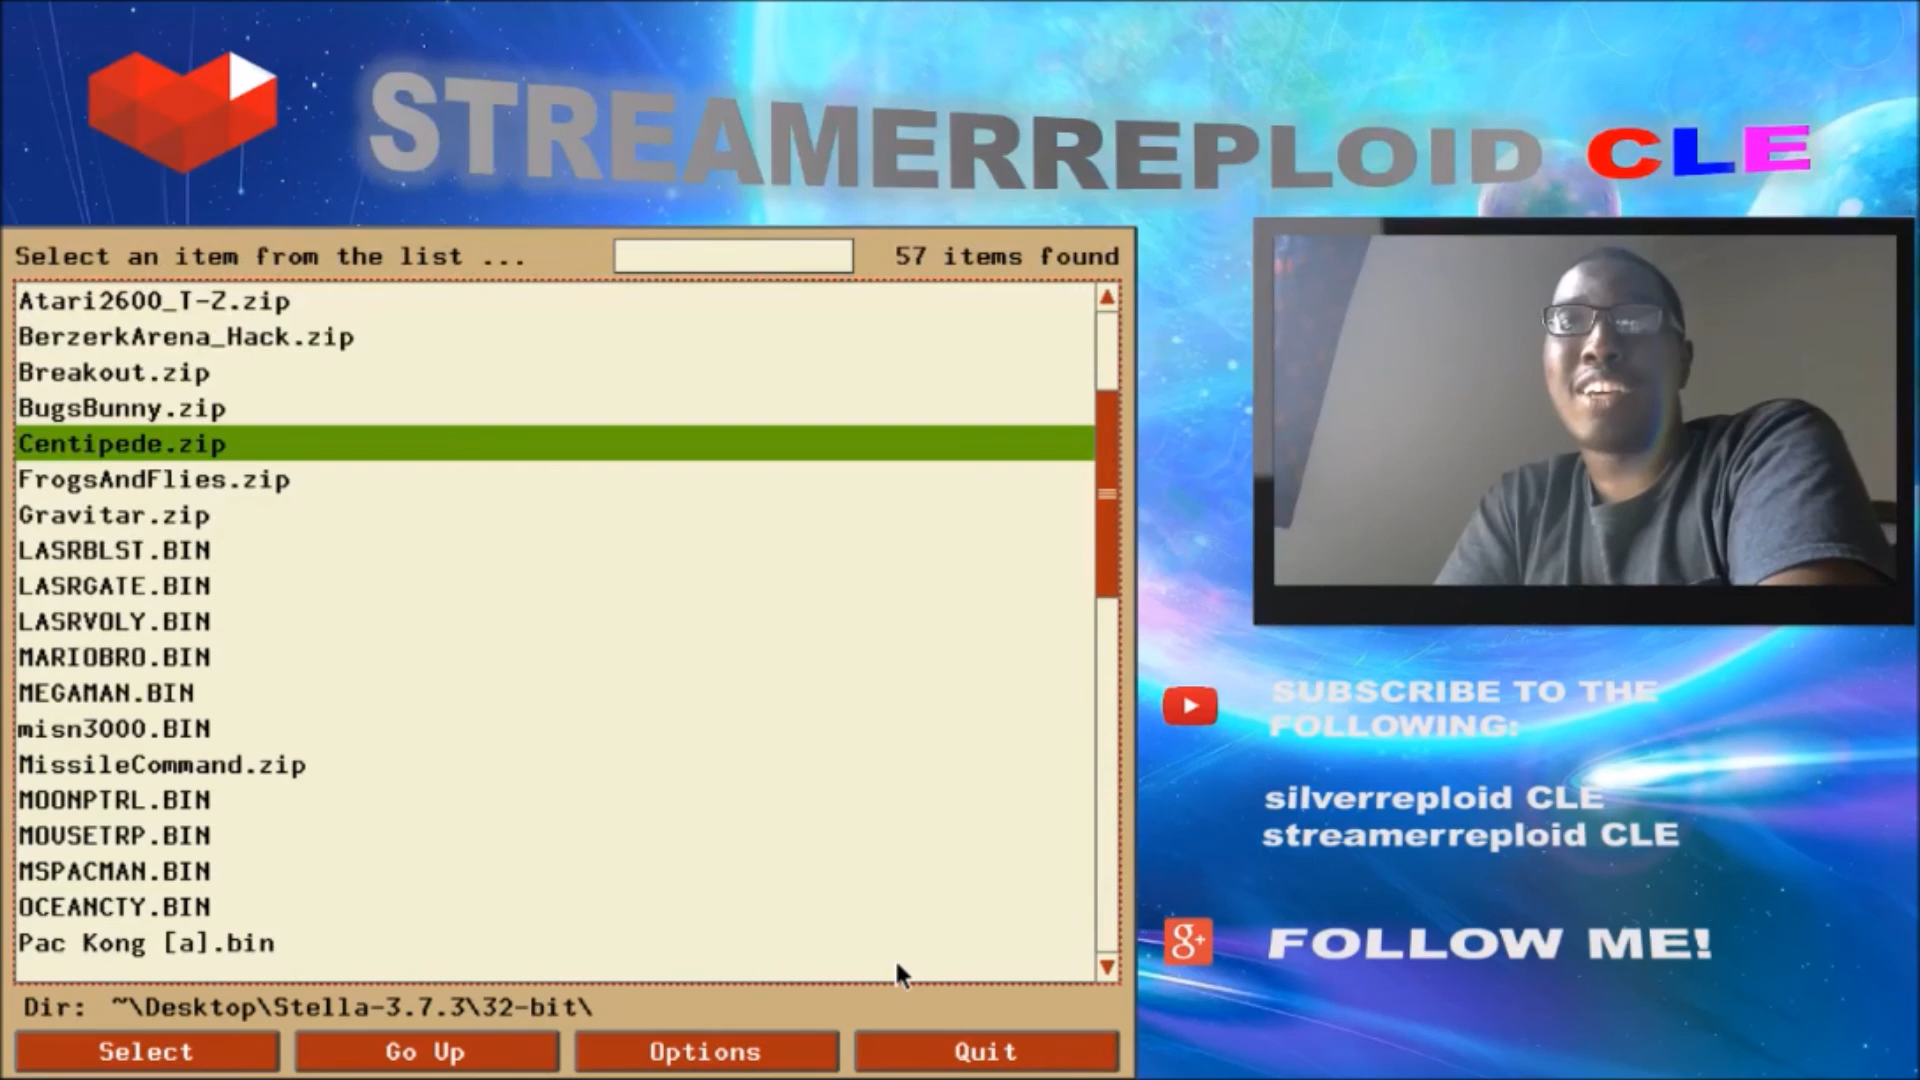 STREAMERREPLOID CLE
Select an item from the list ...
57 items found
Atari2600_T-Z.zip
BerzerkArena_Hack.zip
Breakout.zip
BugsBunny.zip
Centipede.zip
FrogsAndFlies.zip
Gravitar.zip
LASRBLST.BIN
LASRGATE.BIN
LASRVOLY.BIN
MARIOBRO.BIN
MEGAMAN.BIN
misn3000.BIN
MissileCommand.zip
MOONPTRL.BIN
MOUSETRP.BIN
MSPACMAN.BIN
OCEANCTY.BIN
Pac Kong [a].bin
Dir: ~\Desktop\Stella-3.7.3\32-bit\
Select
Go Up
Options
Quit
SUBSCRIBE TO THE
FOLLOWING:
silverreploid CLE
streamerreploid CLE
g+
FOLLOW ME!